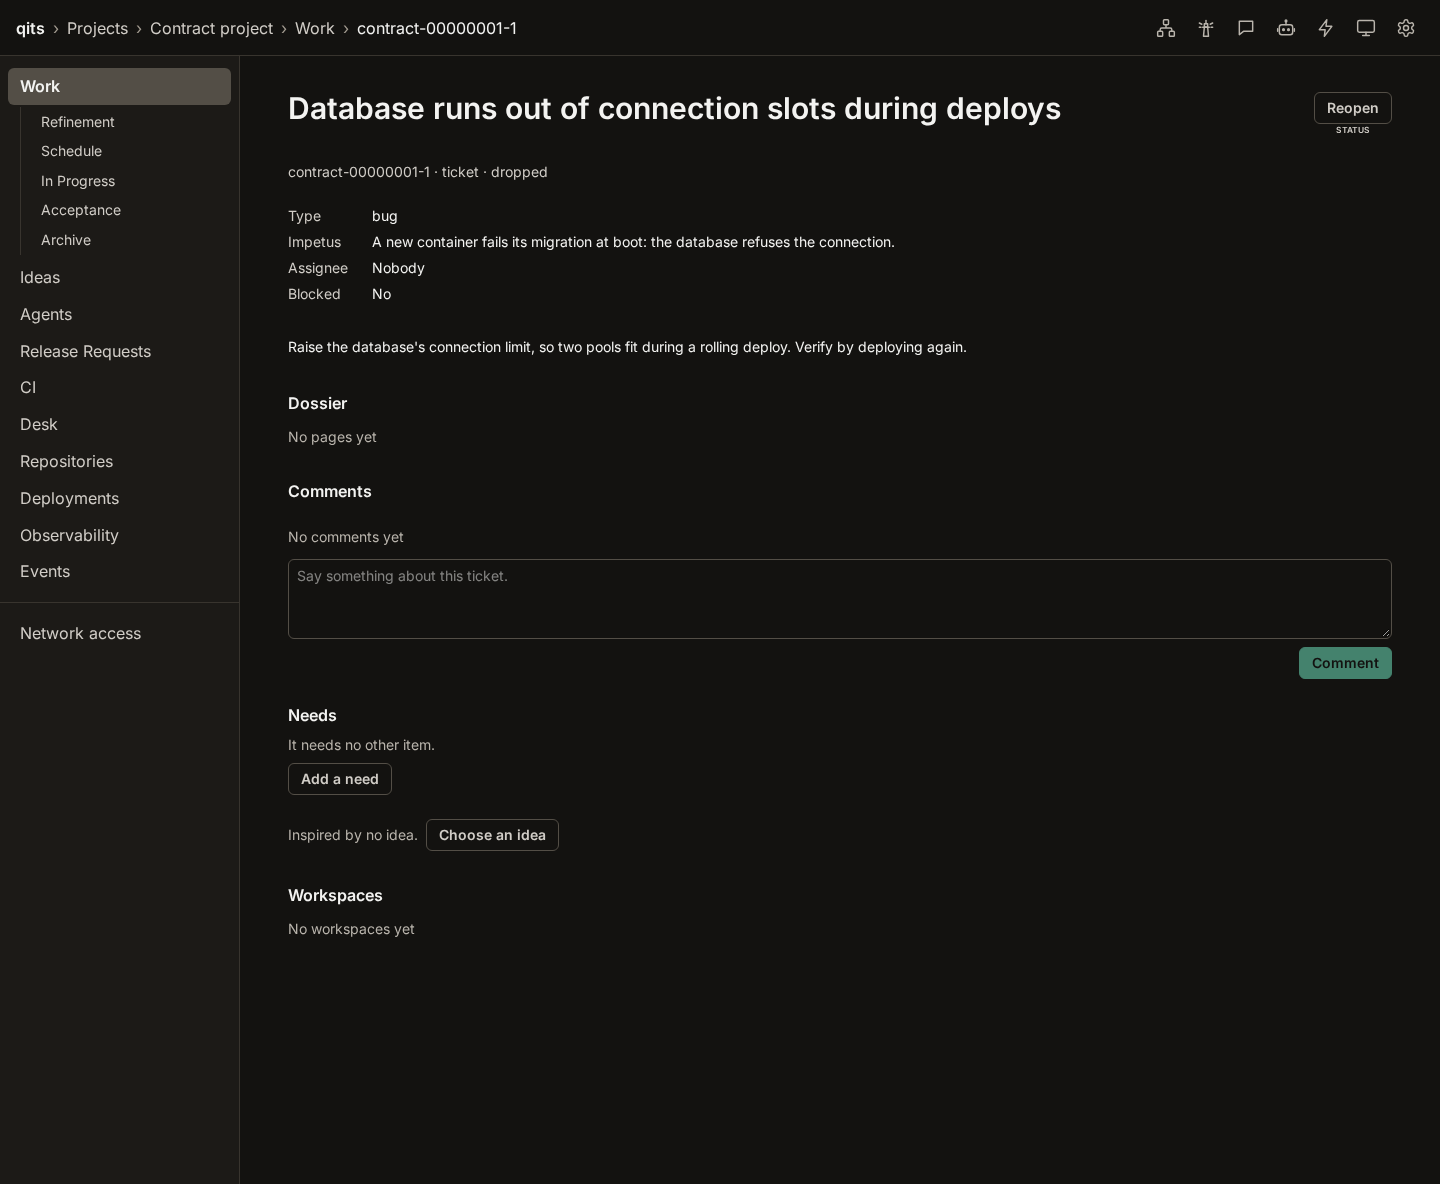 qits › Projects › Contract project › Work › contract-00000001-1
Work
Refinement
Schedule
In Progress
Acceptance
Archive
Ideas
Agents
Release Requests
CI
Desk
Repositories
Deployments
Observability
Events
Network access
Database runs out of connection slots during deploys
Reopen
STATUS
contract-00000001-1 · ticket · dropped
Type bug
Impetus A new container fails its migration at boot: the database refuses the connection.
Assignee Nobody
Blocked No
Raise the database's connection limit, so two pools fit during a rolling deploy. Verify by deploying again.
Dossier
No pages yet
Comments
No comments yet
Say something about this ticket.
Comment
Needs
It needs no other item.
Add a need
Inspired by no idea. Choose an idea
Workspaces
No workspaces yet